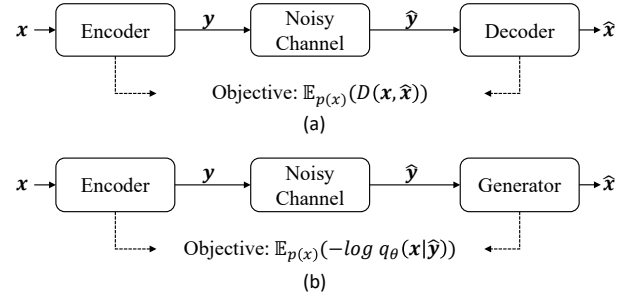 x Encoder y Noisy Channel ŷ Decoder x̂
Objective: 𝔼p(x)(D(x, x̂))
(a)
x Encoder y Noisy Channel ŷ Generator x̂
Objective: 𝔼p(x)(−log qθ(x|ŷ))
(b)